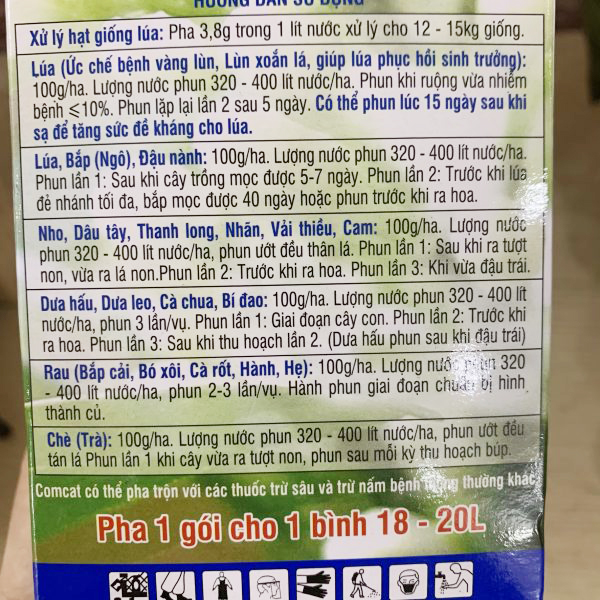 HƯỚNG DẪN SỬ DỤNG
Xử lý hạt giống lúa: Pha 3,8g trong 1 lít nước xử lý cho 12 - 15kg giống.
Lúa (Ức chế bệnh vàng lùn, Lùn xoắn lá, giúp lúa phục hồi sinh trưởng):
100g/ha. Lượng nước phun 320 - 400 lít nước/ha. Phun khi ruộng vừa nhiễm
bệnh ≤10%. Phun lặp lại lần 2 sau 5 ngày. Có thể phun lúc 15 ngày sau khi
sạ để tăng sức đề kháng cho lúa.
Lúa, Bắp (Ngô), Đậu nành: 100g/ha. Lượng nước phun 320 - 400 lít nước/ha.
Phun lần 1: Sau khi cây trồng mọc được 5-7 ngày. Phun lần 2: Trước khi lúa
đẻ nhánh tối đa, bắp mọc được 40 ngày hoặc phun trước khi ra hoa.
Nho, Dâu tây, Thanh long, Nhãn, Vải thiều, Cam: 100g/ha. Lượng nước
phun 320 - 400 lít nước/ha, phun ướt đều thân lá. Phun lần 1: Sau khi ra tượt
non, vừa ra lá non.Phun lần 2: Trước khi ra hoa. Phun lần 3: Khi vừa đậu trái.
Dưa hấu, Dưa leo, Cà chua, Bí đao: 100g/ha. Lượng nước phun 320 - 400 lít
nước/ha, phun 3 lần/vụ. Phun lần 1: Giai đoạn cây con. Phun lần 2: Trước khi
ra hoa. Phun lần 3: Sau khi thu hoạch lần 2. (Dưa hấu phun sau khi đậu trái)
Rau (Bắp cải, Bó xôi, Cà rốt, Hành, Hẹ): 100g/ha. Lượng nước phun 320
- 400 lít nước/ha, phun 2-3 lần/vụ. Hành phun giai đoạn chuẩn bị hình
thành củ.
Chè (Trà): 100g/ha. Lượng nước phun 320 - 400 lít nước/ha, phun ướt đều
tán lá Phun lần 1 khi cây vừa ra tượt non, phun sau mỗi kỳ thu hoạch búp.
Comcat có thể pha trộn với các thuốc trừ sâu và trừ nấm bệnh thông thường khác
Pha 1 gói cho 1 bình 18 - 20L